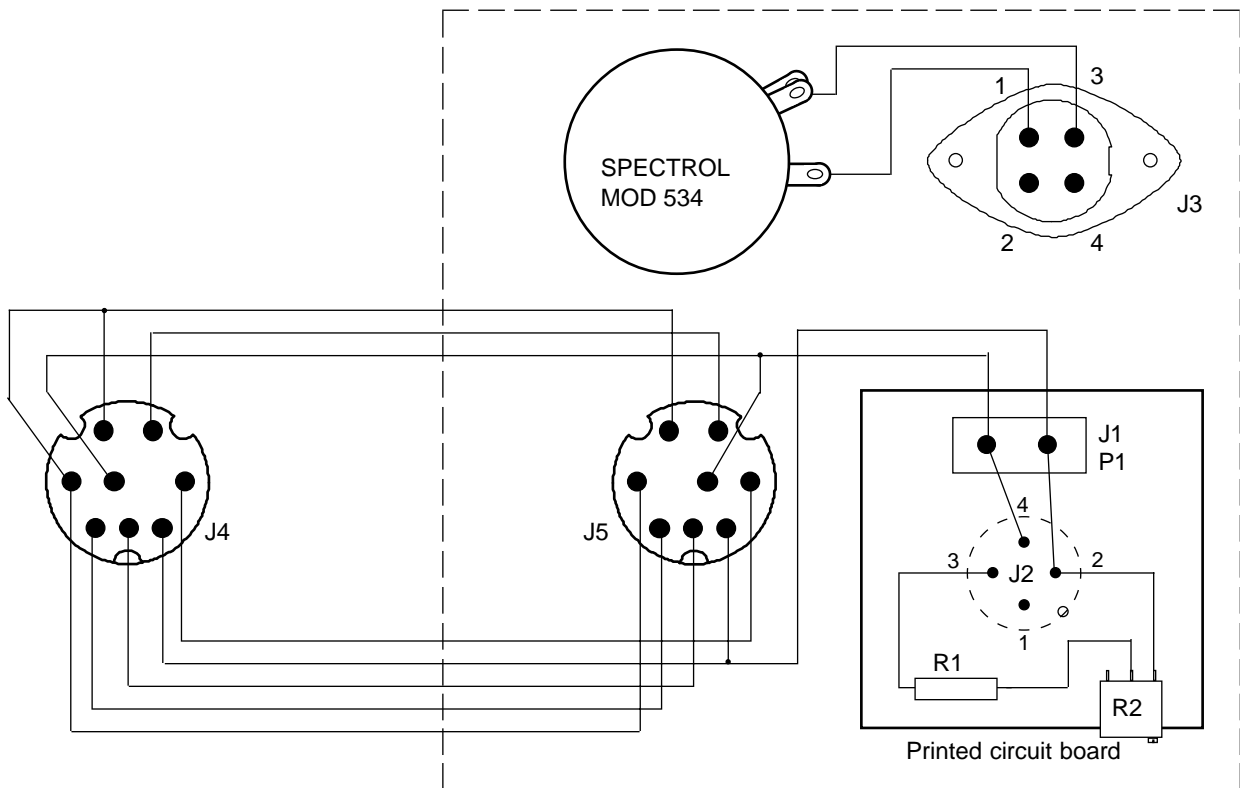 1 3
SPECTROL
MOD 534
J3
2 4
J1
P1
J4
J5
4
3 J2 2
1
R1
R2
Printed circuit board